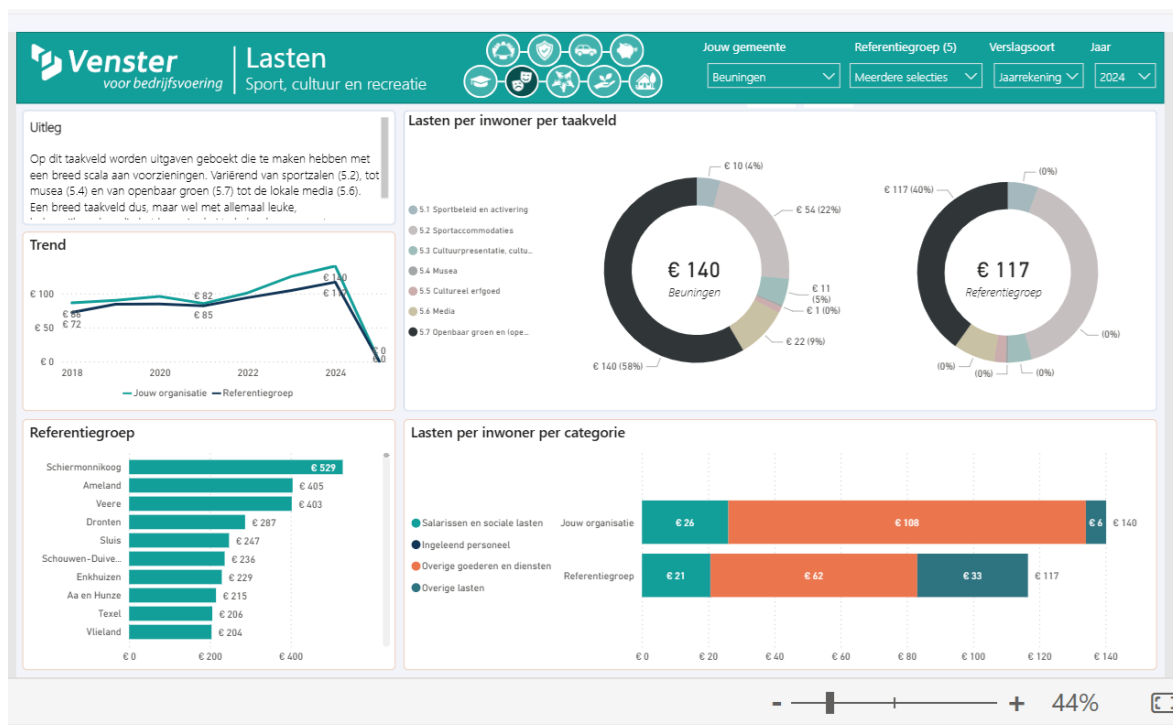 Venster
voor bedrijfsvoering
Lasten
Sport, cultuur en recreatie
Jouw gemeente
Beuningen
Referentiegroep (5)
Meerdere selecties
Verslagsoort
Jaarrekening
Jaar
2024
Uitleg
Op dit taakveld worden uitgaven geboekt die te maken hebben met
een breed scala aan voorzieningen. Variërend van sportzalen (5.2), tot
musea (5.4) en van openbaar groen (5.7) tot de lokale media (5.6).
Een breed taakveld dus, maar wel met allemaal leuke,
Trend
€ 100
€ 50
€ 0
€ 86
€ 72
€ 82
€ 85
€ 140
€ 117
€ 0
€ 0
2018
2020
2022
2024
Jouw organisatie
Referentiegroep
Lasten per inwoner per taakveld
5.1 Sportbeleid en activering
5.2 Sportaccommodaties
5.3 Cultuurpresentatie, cultu...
5.4 Musea
5.5 Cultureel erfgoed
5.6 Media
5.7 Openbaar groen en (ope...
€ 10 (4%)
€ 54 (22%)
€ 11
(5%)
€ 1 (0%)
€ 22 (9%)
€ 140 (58%)
€ 140
Beuningen
€ 117 (40%)
(0%)
(0%)
(0%)
(0%)
(0%)
€ 117
Referentiegroep
Referentiegroep
Schiermonnikoog
€ 529
Ameland
€ 405
Veere
€ 403
Dronten
€ 287
Sluis
€ 247
Schouwen-Duive...
€ 236
Enkhuizen
€ 229
Aa en Hunze
€ 215
Texel
€ 206
Vlieland
€ 204
€ 0
€ 200
€ 400
Lasten per inwoner per categorie
Salarissen en sociale lasten
Ingeleend personeel
Overige goederen en diensten
Overige lasten
Jouw organisatie
€ 26
€ 108
€ 6
€ 140
Referentiegroep
€ 21
€ 62
€ 33
€ 117
€ 0
€ 20
€ 40
€ 60
€ 80
€ 100
€ 120
€ 140
- +
44%